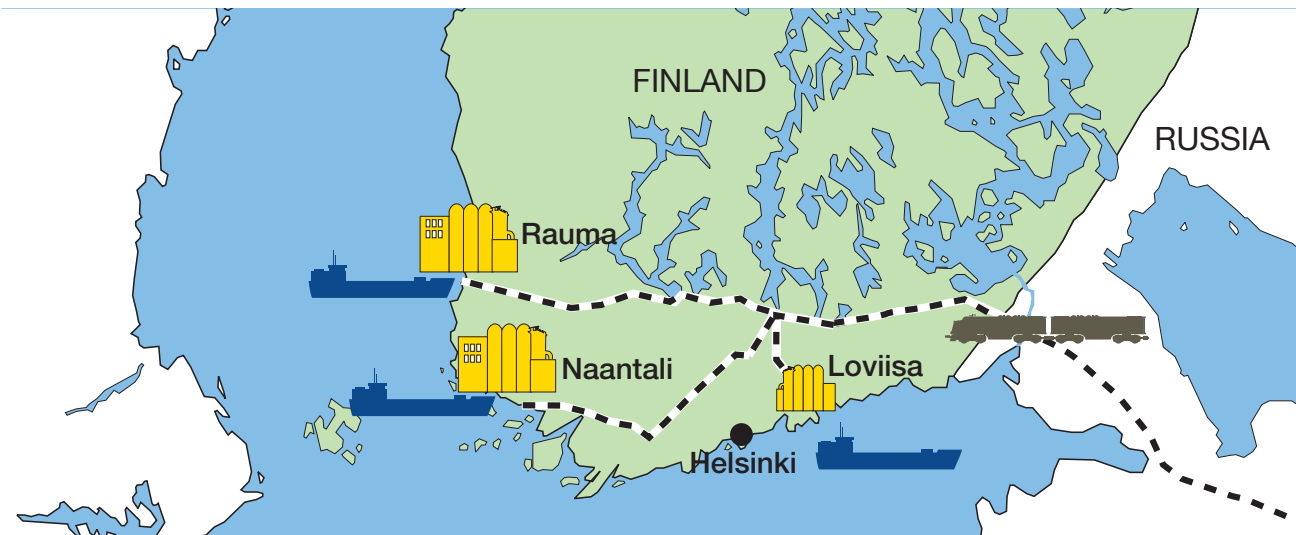 FINLAND
RUSSIA
Rauma
Naantali
Loviisa
Helsinki